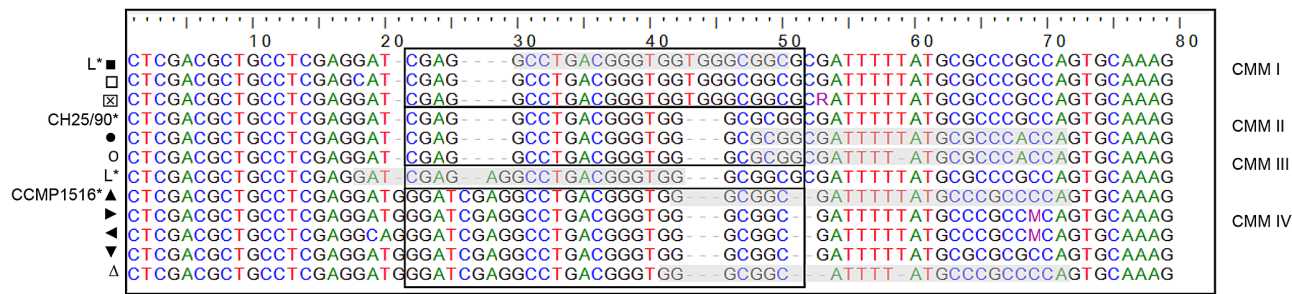 10 20 30 40 50 60 70 80
L* ■ CTCGACGCTGCCTCGAGGAT-CGAG----GCCTGACGGGTGGTGGGCGGCGCGATTTTTATGCGCCCGCCAGTGCAAAG
□ CTCGACGCTGCCTCGAGCAT-CGAG----GCCTGACGGGTGGTGGGCGGCGCGATTTTTATGCGCCCGCCAGTGCAAAG CMM I
☒ CTCGACGCTGCCTCGAGGAT-CGAG----GCCTGACGGGTGGTGGGCGGCGCRATTTTTATGCGCCCGCCAGTGCAAAG
CH25/90* CTCGACGCTGCCTCGAGGAT-CGAG----GCCTGACGGGTGG---GCGGCGCGATTTTTATGCGCCCGCCAGTGCAAAG CMM II
● CTCGACGCTGCCTCGAGGAT-CGAG----GCCTGACGGGTGG---GCGCGGCGATTTTTATGCGCCCACCAGTGCAAAG
o CTCGACGCTGCCTCGAGGAT-CGAG----GCCTGACGGGTGG---GCGCGGCGATTTT-ATGCGCCCACCAGTGCAAAG CMM III
L* CTCGACGCTGCCTCGAGGAT-CGAG--AGGCCTGACGGGTGG---GCGGCGCGATTTTTATGCGCCCGCCAGTGCAAAG
CCMP1516* ▲ CTCGACGCTGCCTCGAGGATGGGATCGAGGCCTGACGGGTGG---GCGGC--GATTTTTATGCCCGCCCCAGTGCAAAG
► CTCGACGCTGCCTCGAGGATGGGATCGAGGCCTGACGGGTGG---GCGGC--GATTTTTATGCCCGCCMCAGTGCAAAG CMM IV
◄ CTCGACGCTGCCTCGAGGCAGGGATCGAGGCCTGACGGGTGG---GCGGC--GATTTTTATGCCCGCCMCAGTGCAAAG
▼ CTCGACGCTGCCTCGAGGATGGGATCGAGGCCTGACGGGTGG---GCGGC--GATTTTTATGCCCGCCCCAGTGCAAAG
Δ CTCGACGCTGCCTCGAGGATGGGATCGAGGCCTGACGGGTGG---GCGGC---ATTTT-ATGCCCGCCCCAGTGCAAAG